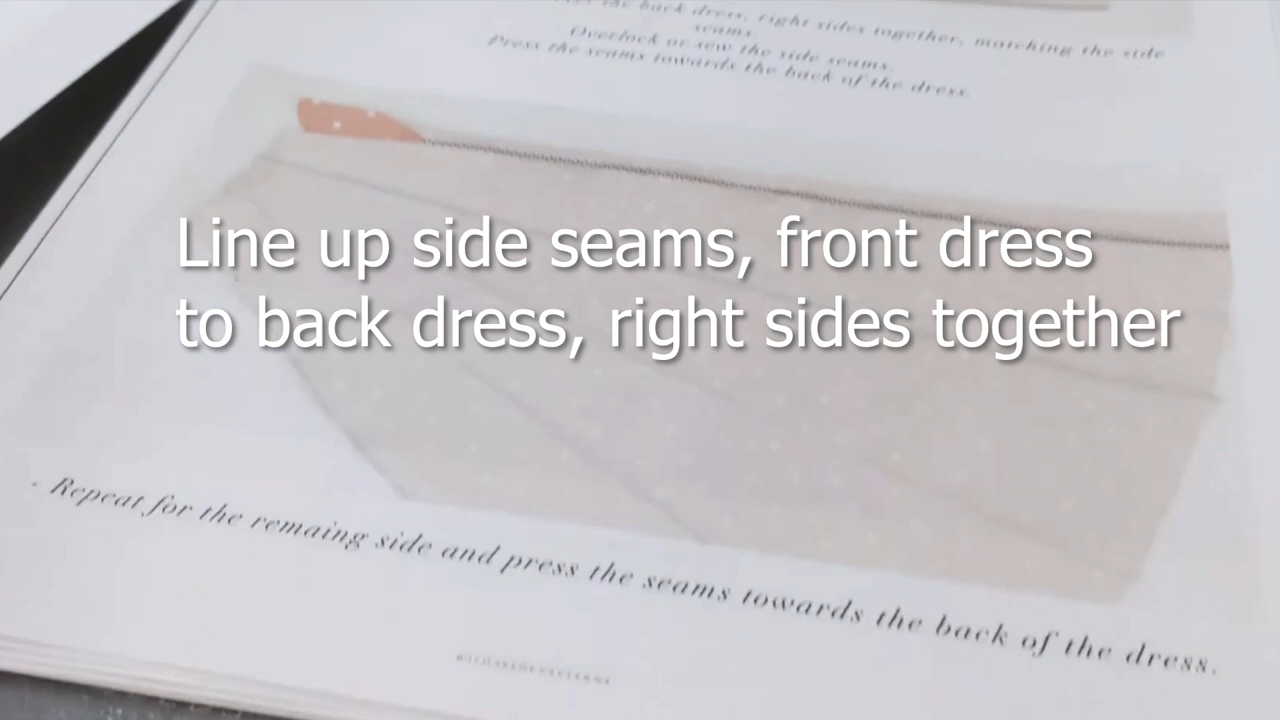 the back dress, right sides together, matching the side
seams.
Overlock or sew the side seams.
Press the seams towards the back of the dress.
Line up side seams, front dress
to back dress, right sides together
- Repeat for the remaing side and press the seams towards the back of the dress.